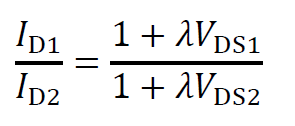 I_D1/I_D2 = (1 + λV_DS1)/(1 + λV_DS2)